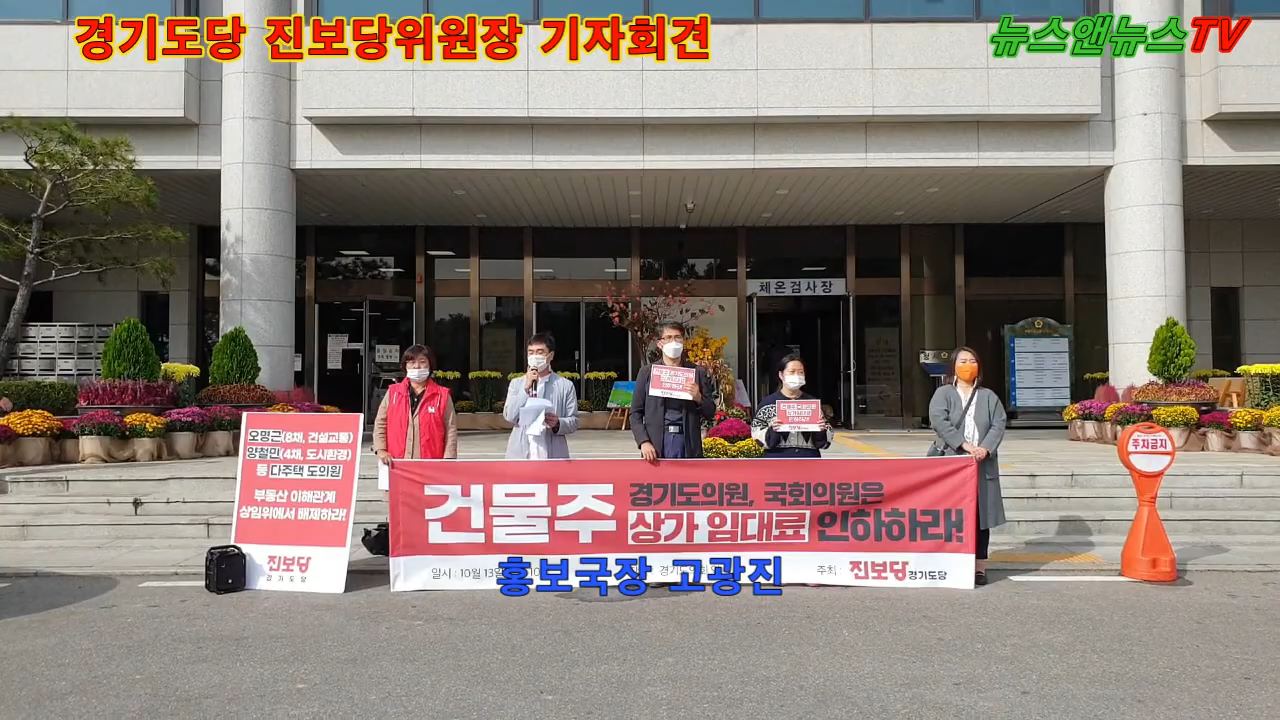 경기도당 진보당위원장 기자회견
뉴스앤뉴스TV
체온검사장
주차금지
오명근(8채, 건설교통)
양철민(4채, 도시환경)
등 다주택 도의원
부동산 이해관계
상임위에서 배제하라!
진보당
경기도당
건물주 경기도의원, 국회의원은
상가 임대료 인하하라!
일시 : 10월 13일
주최 : 진보당 경기도당
홍보국장 고광진